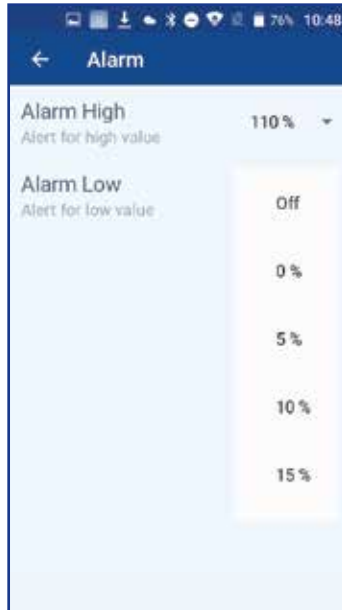 76% 10:48
Alarm
Alarm High
110 %
Alert for high value
Alarm Low
Alert for low value
Off
0 %
5 %
10 %
15 %